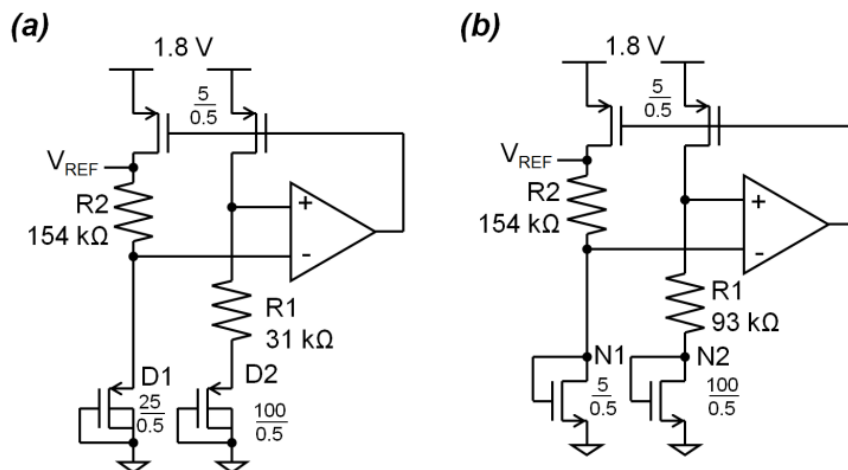 (a)
1.8 V
5
0.5
VREF
R2
154 kΩ
+
-
R1
31 kΩ
D1
25
0.5
D2
100
0.5
(b)
1.8 V
5
0.5
VREF
R2
154 kΩ
+
-
R1
93 kΩ
N1
5
0.5
N2
100
0.5